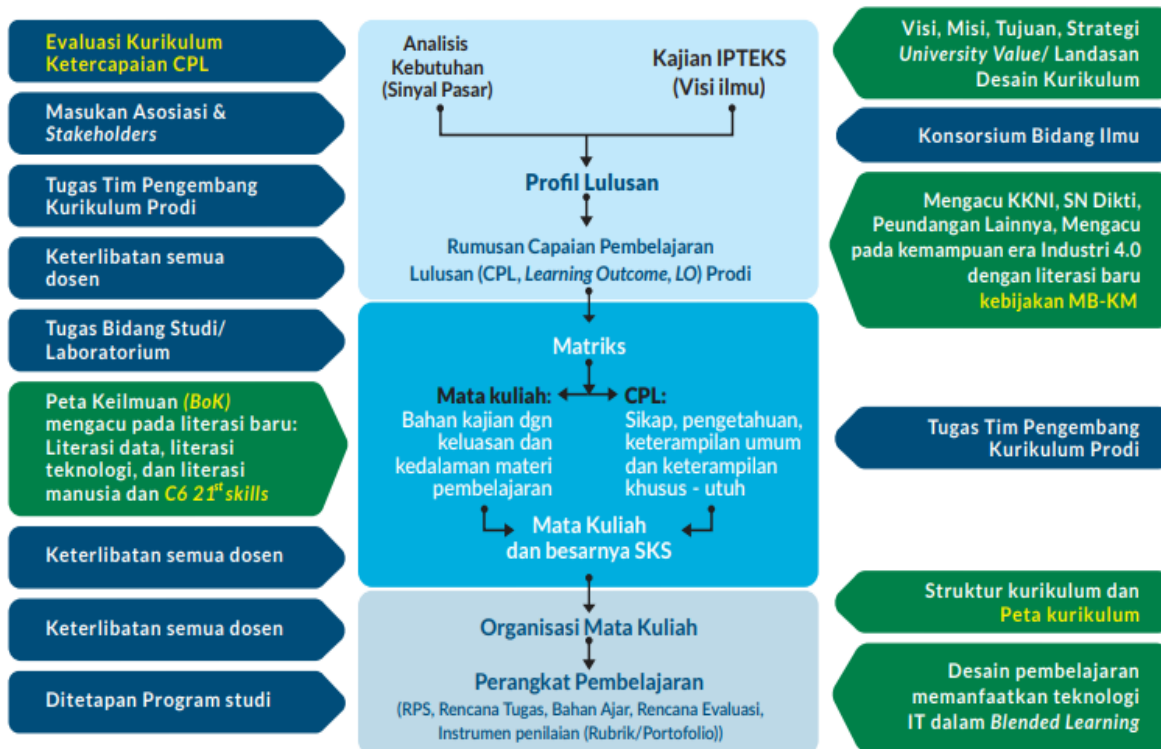 Evaluasi Kurikulum
Ketercapaian CPL
Masukan Asosiasi &
Stakeholders
Tugas Tim Pengembang
Kurikulum Prodi
Keterlibatan semua
dosen
Tugas Bidang Studi/
Laboratorium
Peta Keilmuan (BoK)
mengacu pada literasi baru:
Literasi data, literasi
teknologi, dan literasi
manusia dan C6 21st skills
Keterlibatan semua dosen
Keterlibatan semua dosen
Ditetapan Program studi
Analisis
Kebutuhan
(Sinyal Pasar)
Kajian IPTEKS
(Visi ilmu)
Profil Lulusan
Rumusan Capaian Pembelajaran
Lulusan (CPL, Learning Outcome, LO) Prodi
Matriks
Mata kuliah:
Bahan kajian dgn
keluasan dan
kedalaman materi
pembelajaran
CPL:
Sikap, pengetahuan,
keterampilan umum
dan keterampilan
khusus - utuh
Mata Kuliah
dan besarnya SKS
Organisasi Mata Kuliah
Perangkat Pembelajaran
(RPS, Rencana Tugas, Bahan Ajar, Rencana Evaluasi,
Instrumen penilaian (Rubrik/Portofolio))
Visi, Misi, Tujuan, Strategi
University Value/ Landasan
Desain Kurikulum
Konsorsium Bidang Ilmu
Mengacu KKNI, SN Dikti,
Peundangan Lainnya, Mengacu
pada kemampuan era Industri 4.0
dengan literasi baru
kebijakan MB-KM
Tugas Tim Pengembang
Kurikulum Prodi
Struktur kurikulum dan
Peta kurikulum
Desain pembelajaran
memanfaatkan teknologi
IT dalam Blended Learning